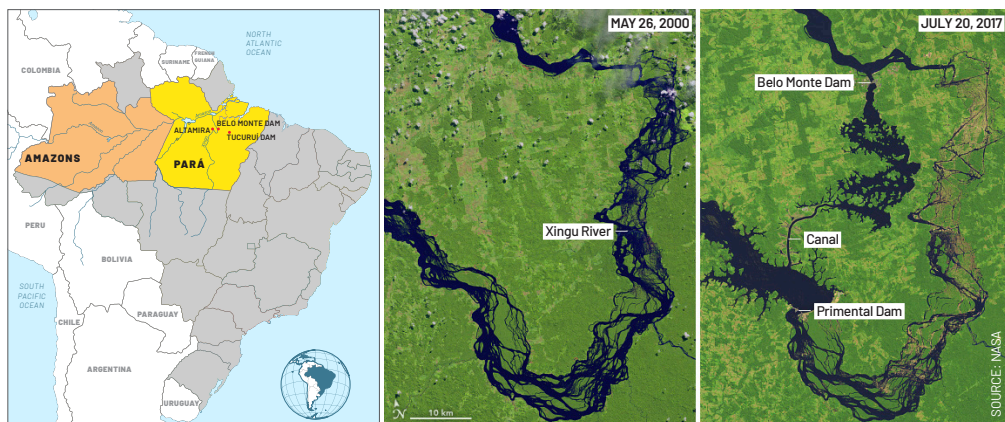 NORTH
ATLANTIC
OCEAN
COLOMBIA
SURINAME
FRENCH
GUIANA
ALTAMIRA
BELO MONTE DAM
TUCURUÍ DAM
AMAZONS
PARÁ
PERU
BOLIVIA
SOUTH
PACIFIC
OCEAN
CHILE
PARAGUAY
ARGENTINA
URUGUAY
MAY 26, 2000
Xingu River
N
10 km
JULY 20, 2017
Belo Monte Dam
Canal
Primental Dam
SOURCE: NASA